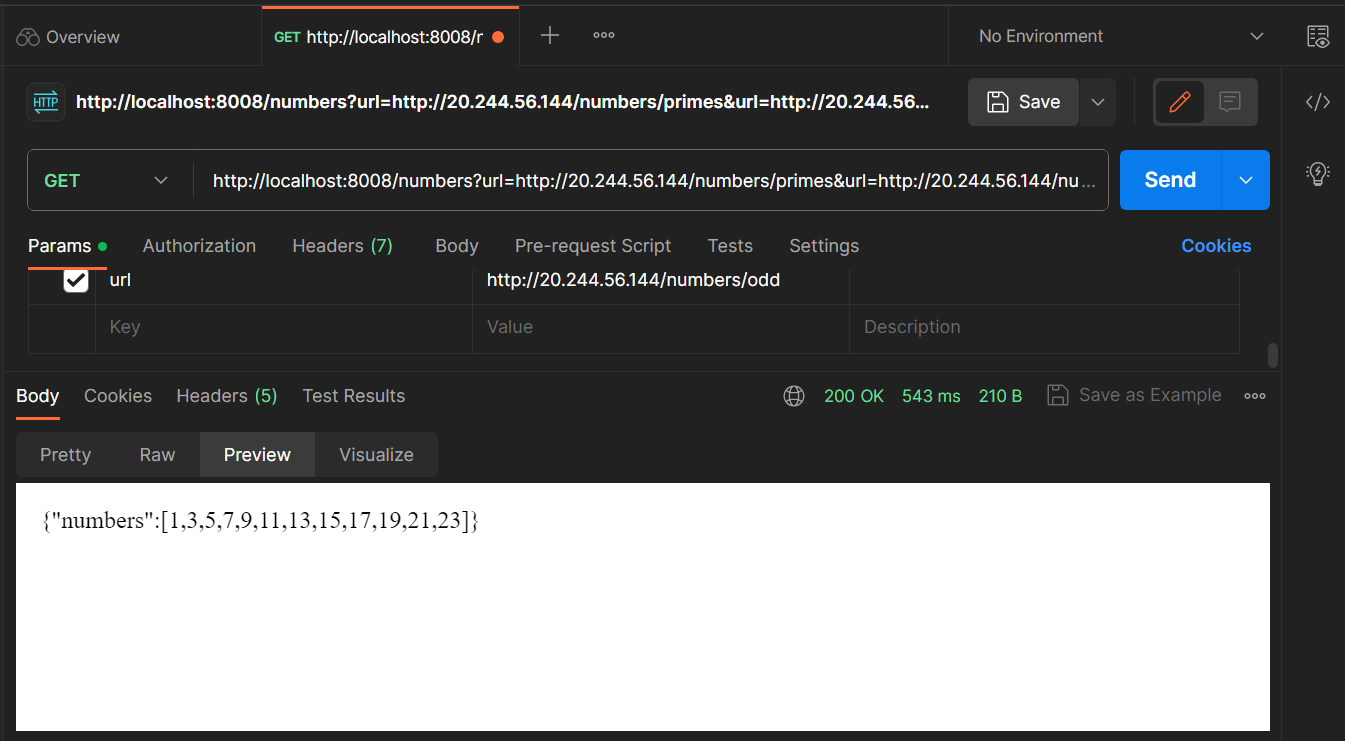 Overview
GET http://localhost:8008/r
No Environment
HTTP
http://localhost:8008/numbers?url=http://20.244.56.144/numbers/primes&url=http://20.244.56...
Save
GET
http://localhost:8008/numbers?url=http://20.244.56.144/numbers/primes&url=http://20.244.56.144/nu...
Send
Params Authorization Headers (7) Body Pre-request Script Tests Settings Cookies
url http://20.244.56.144/numbers/odd
Key Value Description
Body Cookies Headers (5) Test Results 200 OK 543 ms 210 B Save as Example
Pretty Raw Preview Visualize
{"numbers":[1,3,5,7,9,11,13,15,17,19,21,23]}